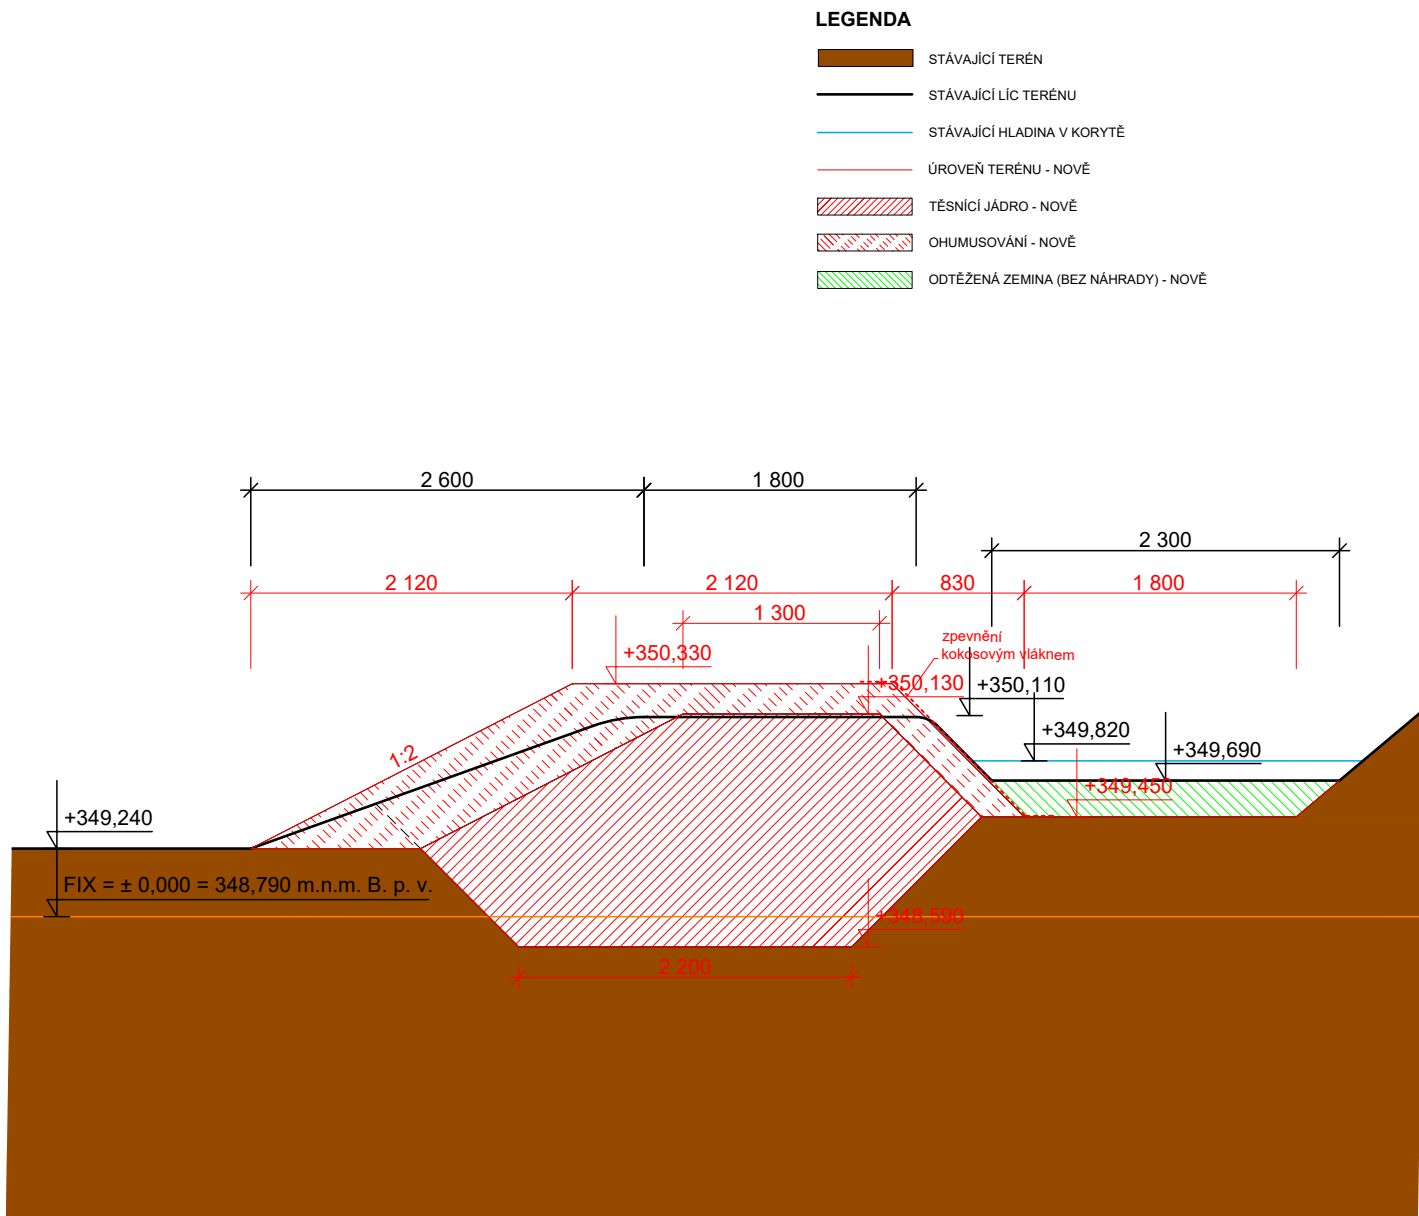 LEGENDA
STÁVAJÍCÍ TERÉN
STÁVAJÍCÍ LÍC TERÉNU
STÁVAJÍCÍ HLADINA V KORYTĚ
ÚROVEŇ TERÉNU - NOVĚ
TĚSNÍCÍ JÁDRO - NOVĚ
OHUMUSOVÁNÍ - NOVĚ
ODTĚŽENÁ ZEMINA (BEZ NÁHRADY) - NOVĚ
2 600
1 800
2 300
2 120
2 120
830
1 800
1 300
zpevnění
kokosovým vláknem
+350,330
+350,130
+350,110
+349,820
+349,690
1:2
+349,450
+349,240
FIX = ± 0,000 = 348,790 m.n.m. B. p. v.
+348,590
2 200